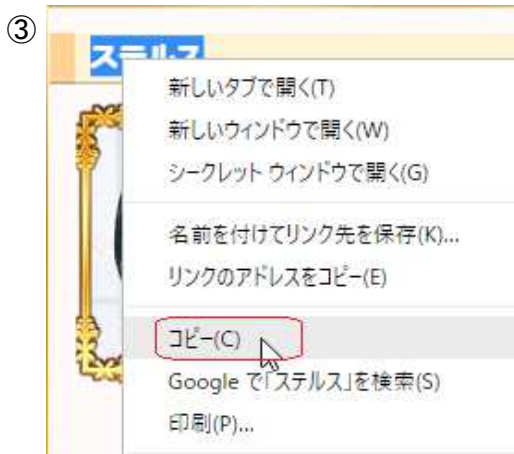 ③
ステルス
新しいタブで開く(T)
新しいウィンドウで開く(W)
シークレット ウィンドウで開く(G)
名前を付けてリンク先を保存(K)...
リンクのアドレスをコピー(E)
コピー(C)
Google で「ステルス」を検索(S)
印刷(P)...